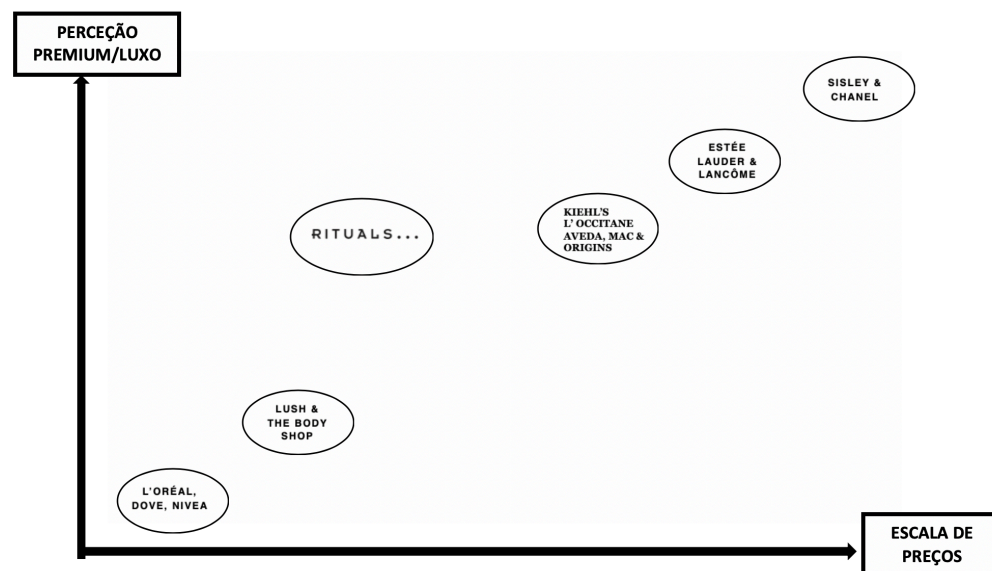 PERCEÇÃO
PREMIUM/LUXO
SISLEY &
CHANEL
ESTÉE
LAUDER &
LANCÔME
RITUALS...
KIEHL'S
L' OCCITANE
AVEDA, MAC &
ORIGINS
LUSH &
THE BODY
SHOP
L'ORÉAL,
DOVE, NIVEA
ESCALA DE
PREÇOS